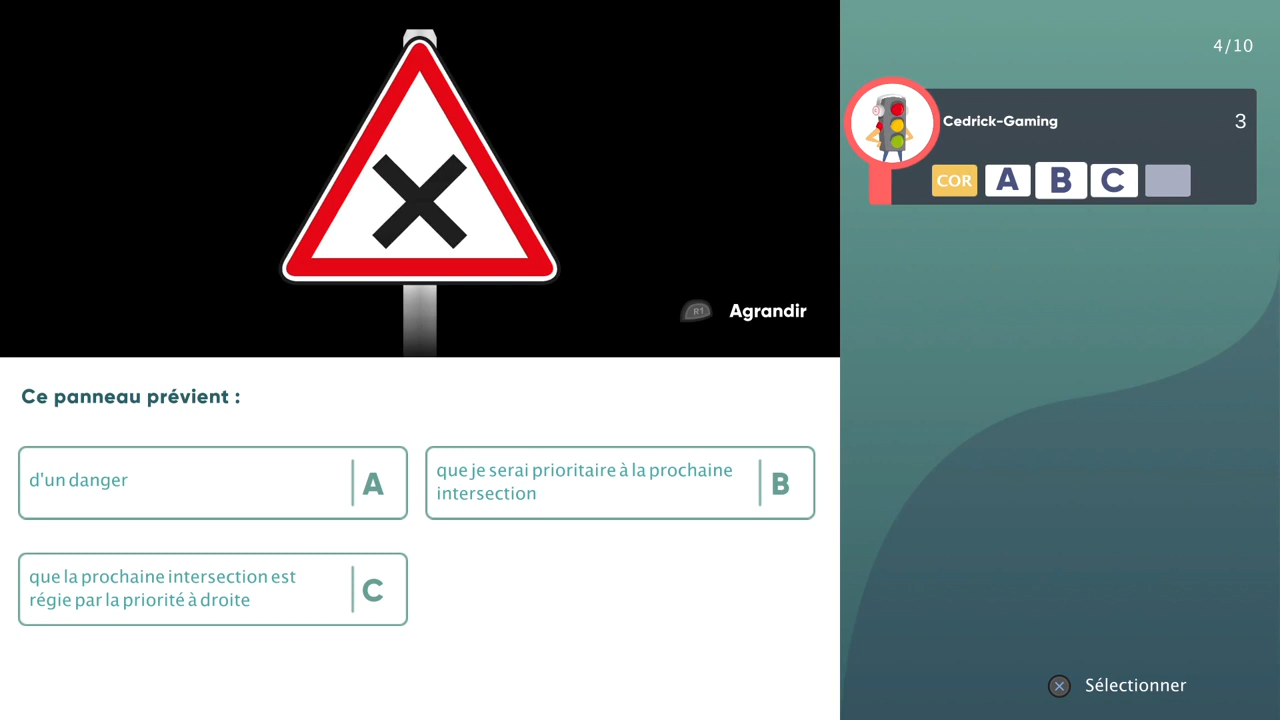 4/10
Cedrick-Gaming
3
COR A B C
R1 Agrandir
Ce panneau prévient :
d'un danger
A
que je serai prioritaire à la prochaine
intersection
B
que la prochaine intersection est
régie par la priorité à droite
C
Sélectionner